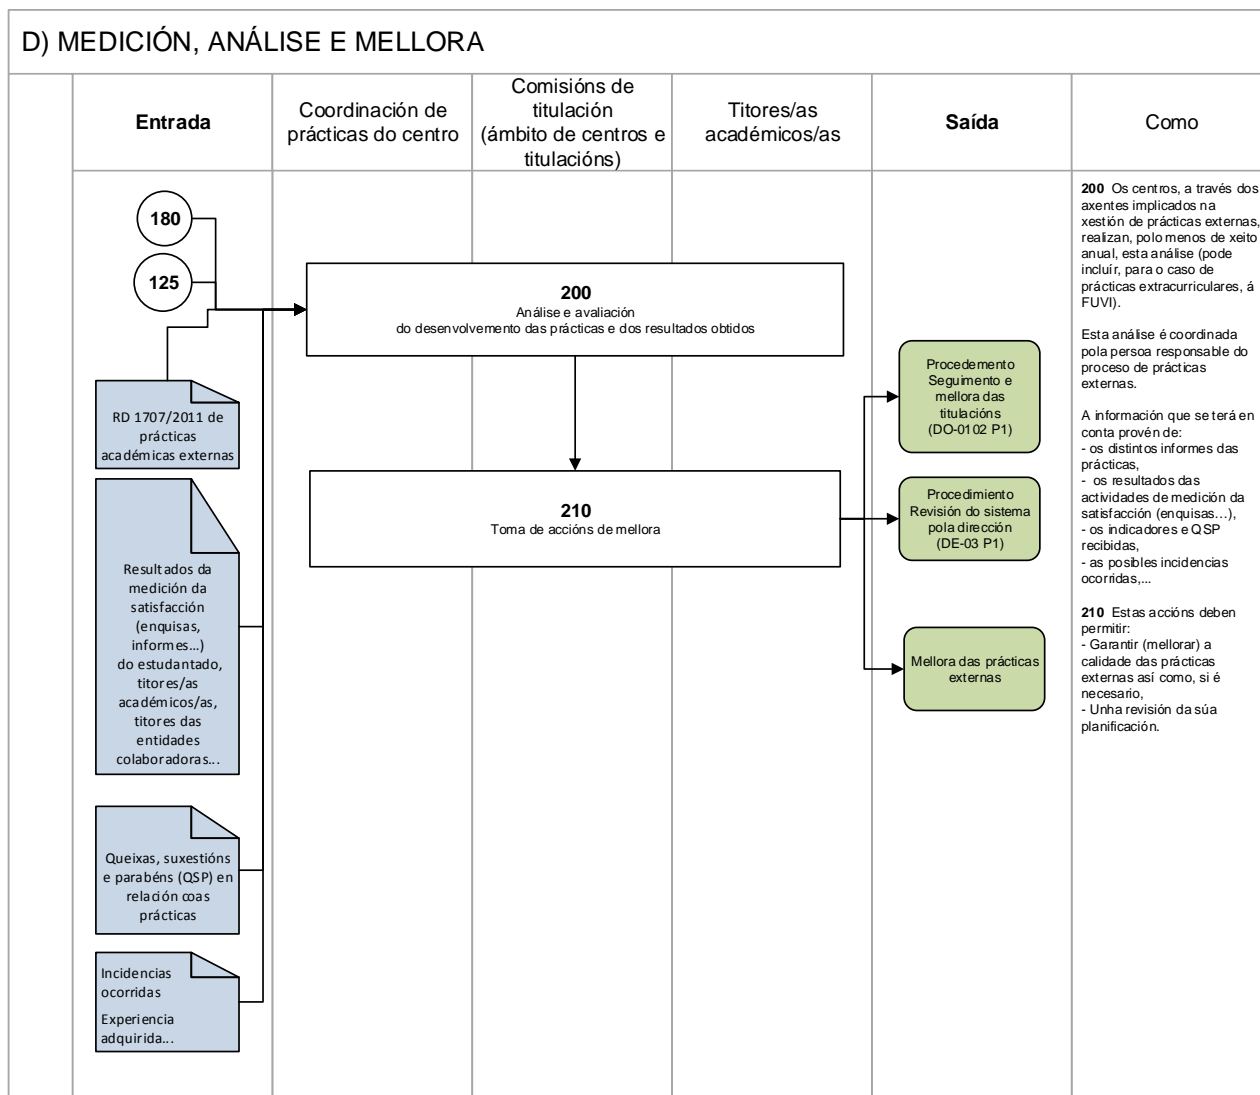 D) MEDICIÓN, ANÁLISE E MELLORA
Entrada
Coordinación de
prácticas do centro
Comisións de
titulación
(ámbito de centros e
titulacións)
Titores/as
académicos/as
Saída
Como
180
125
RD 1707/2011 de
prácticas
académicas externas
Resultados da
medición da
satisfacción
(enquisas,
informes...)
do estudantado,
titores/as
académicos/as,
titores das
entidades
colaboradoras...
Queixas, suxestións
e parabéns (QSP) en
relación coas
prácticas
Incidencias
ocorridas
Experiencia
adquirida...
200
Análise e avaliación
do desenvolvemento das prácticas e dos resultados obtidos
210
Toma de accións de mellora
Procedemento
Seguimento e
mellora das
titulacións
(DO-0102 P1)
Procedimiento
Revisión do sistema
pola dirección
(DE-03 P1)
Mellora das prácticas
externas
200 Os centros, a través dos
axentes implicados na
xestión de prácticas externas,
realizan, polo menos de xeito
anual, esta análise (pode
incluír, para o caso de
prácticas extracurriculares, á
FUVI).
Esta análise é coordinada
pola persoa responsable do
proceso de prácticas
externas.
A información que se terá en
conta provén de:
- os distintos informes das
prácticas,
- os resultados das
actividades de medición da
satisfacción (enquisas...),
- os indicadores e QSP
recibidas,
- as posibles incidencias
ocorridas,...
210 Estas accións deben
permitir:
- Garantir (mellorar) a
calidade das prácticas
externas así como, si é
necesario,
- Unha revisión da súa
planificación.